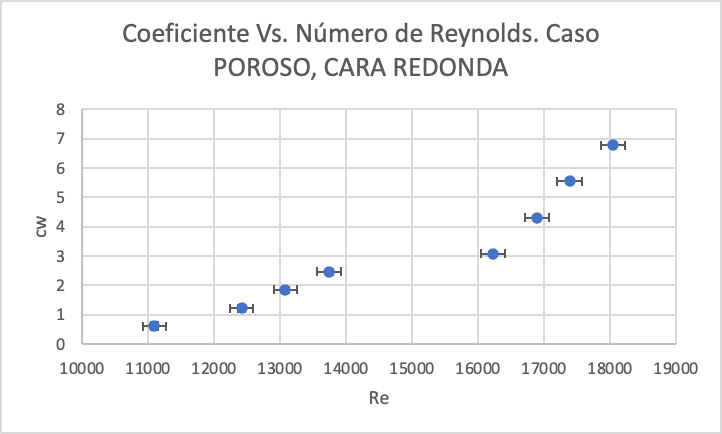 Coeficiente Vs. Número de Reynolds. Caso
POROSO, CARA REDONDA
8
7
6
5
4
3
2
1
0
cw
10000 11000 12000 13000 14000 15000 16000 17000 18000 19000
Re